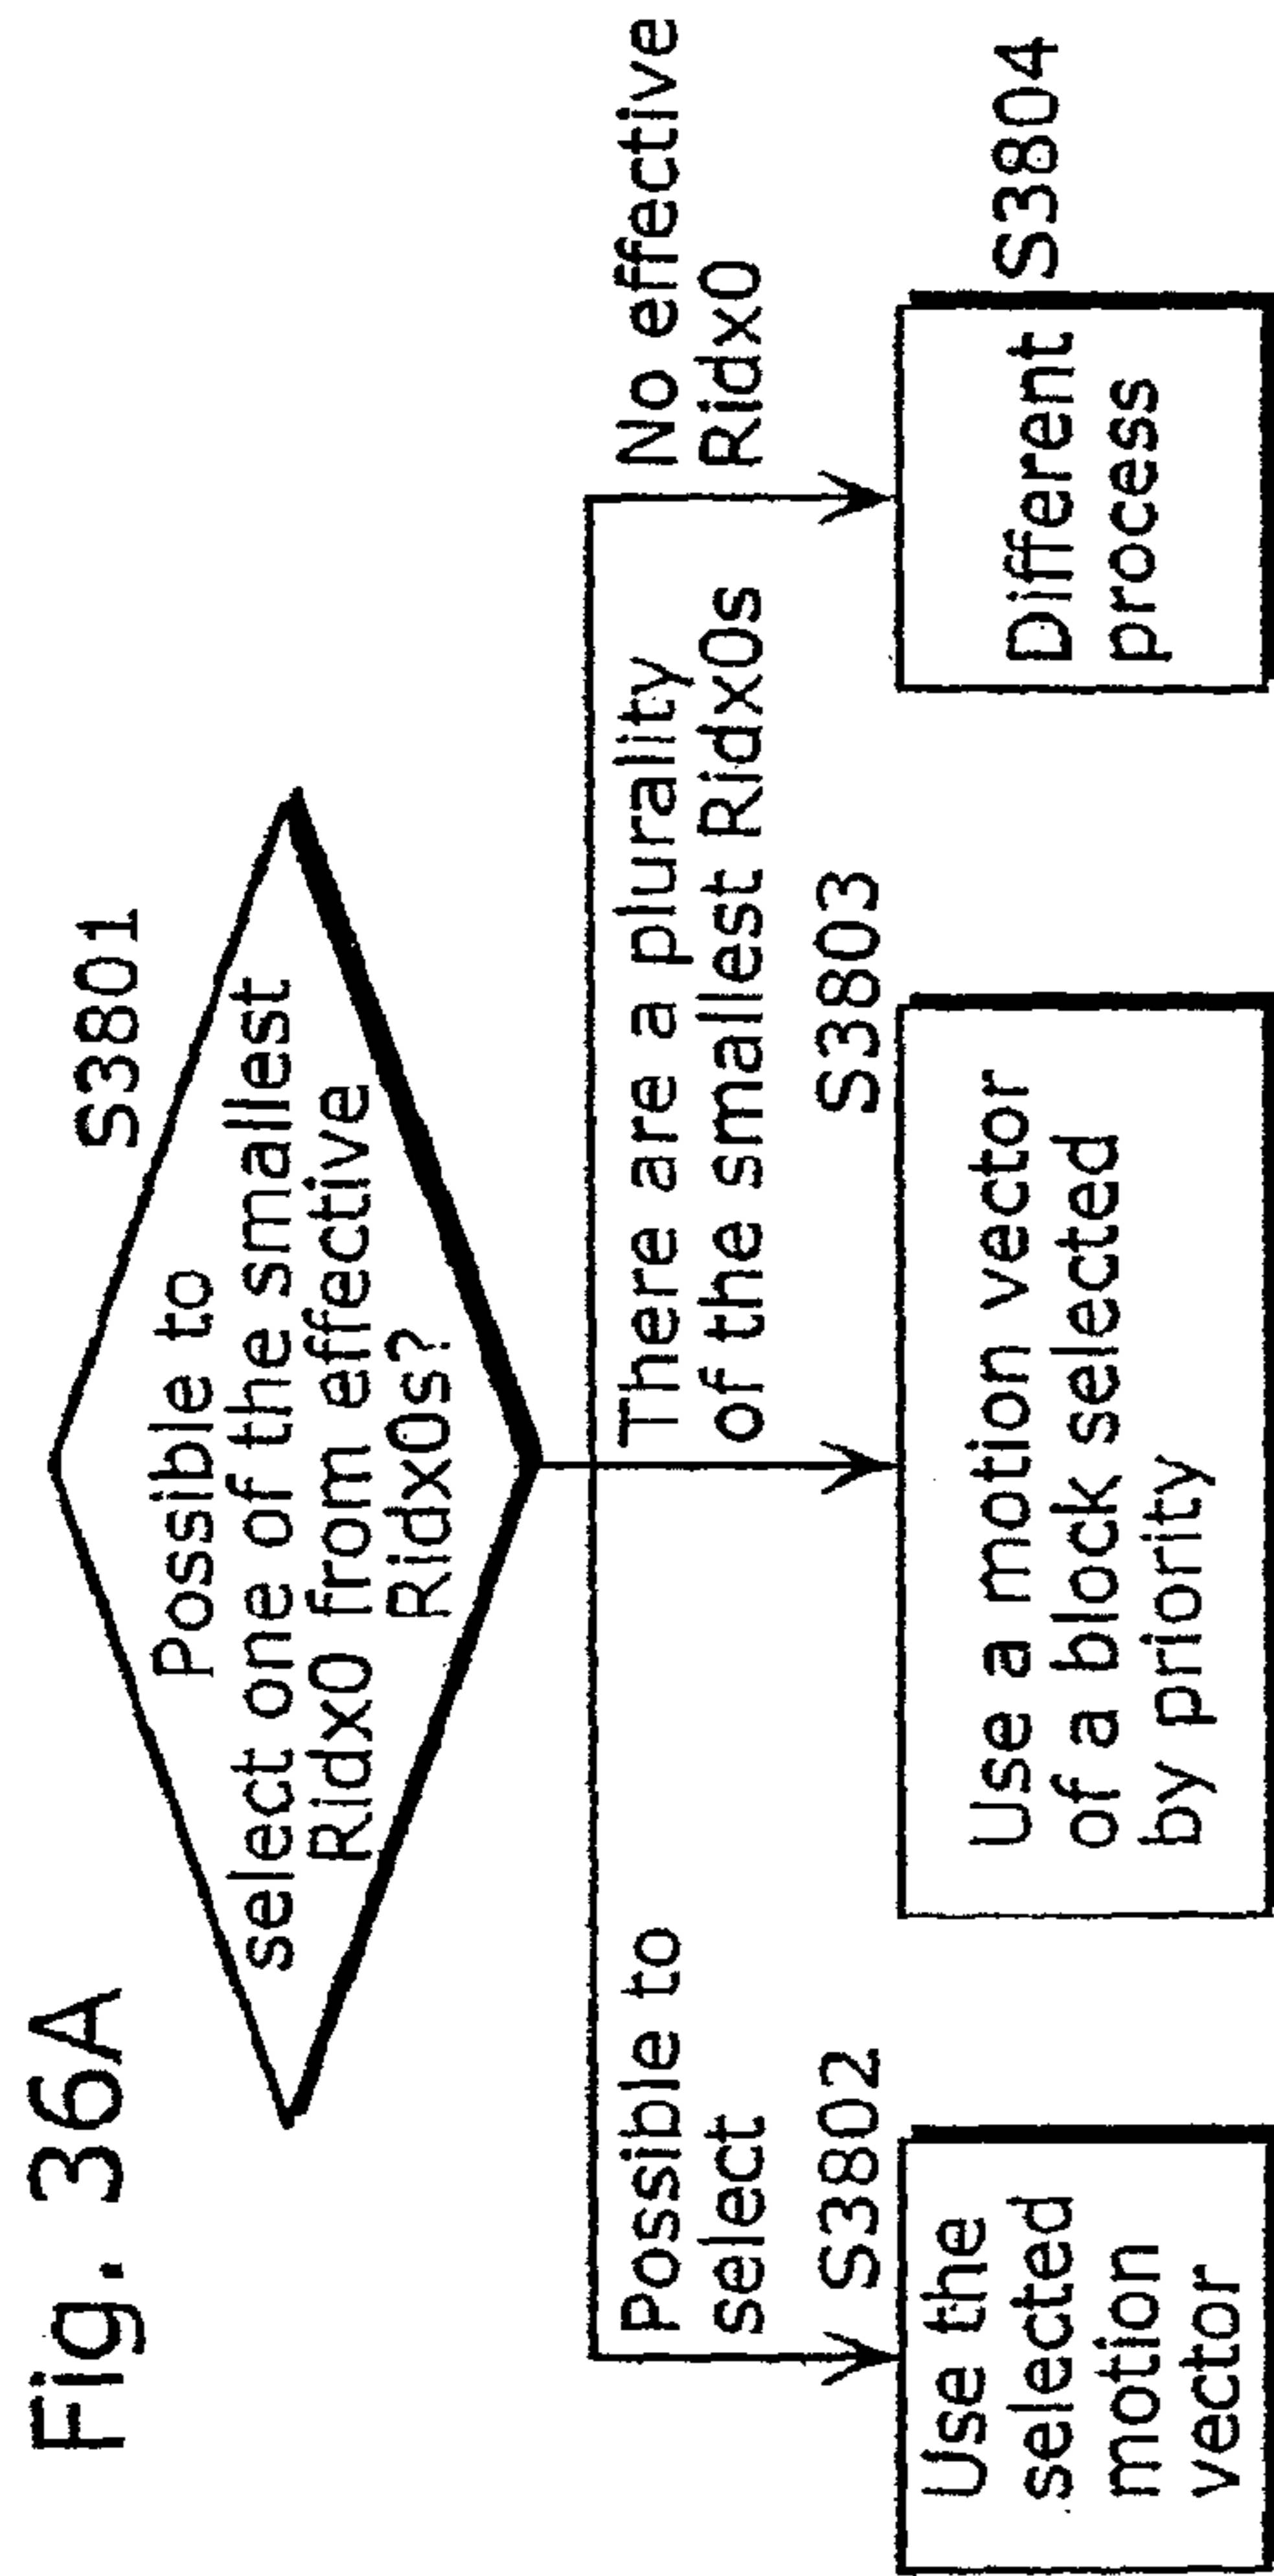 Fig. 36A
S3801
Possible to
select one of the smallest
Ridx0 from effective
Ridx0s?
Possible to
select
There are a plurality
of the smallest Ridx0s
No effective
Ridx0
S3802
Use the
selected
motion
vector
S3803
Use a motion vector
of a block selected
by priority
S3804
Different
process